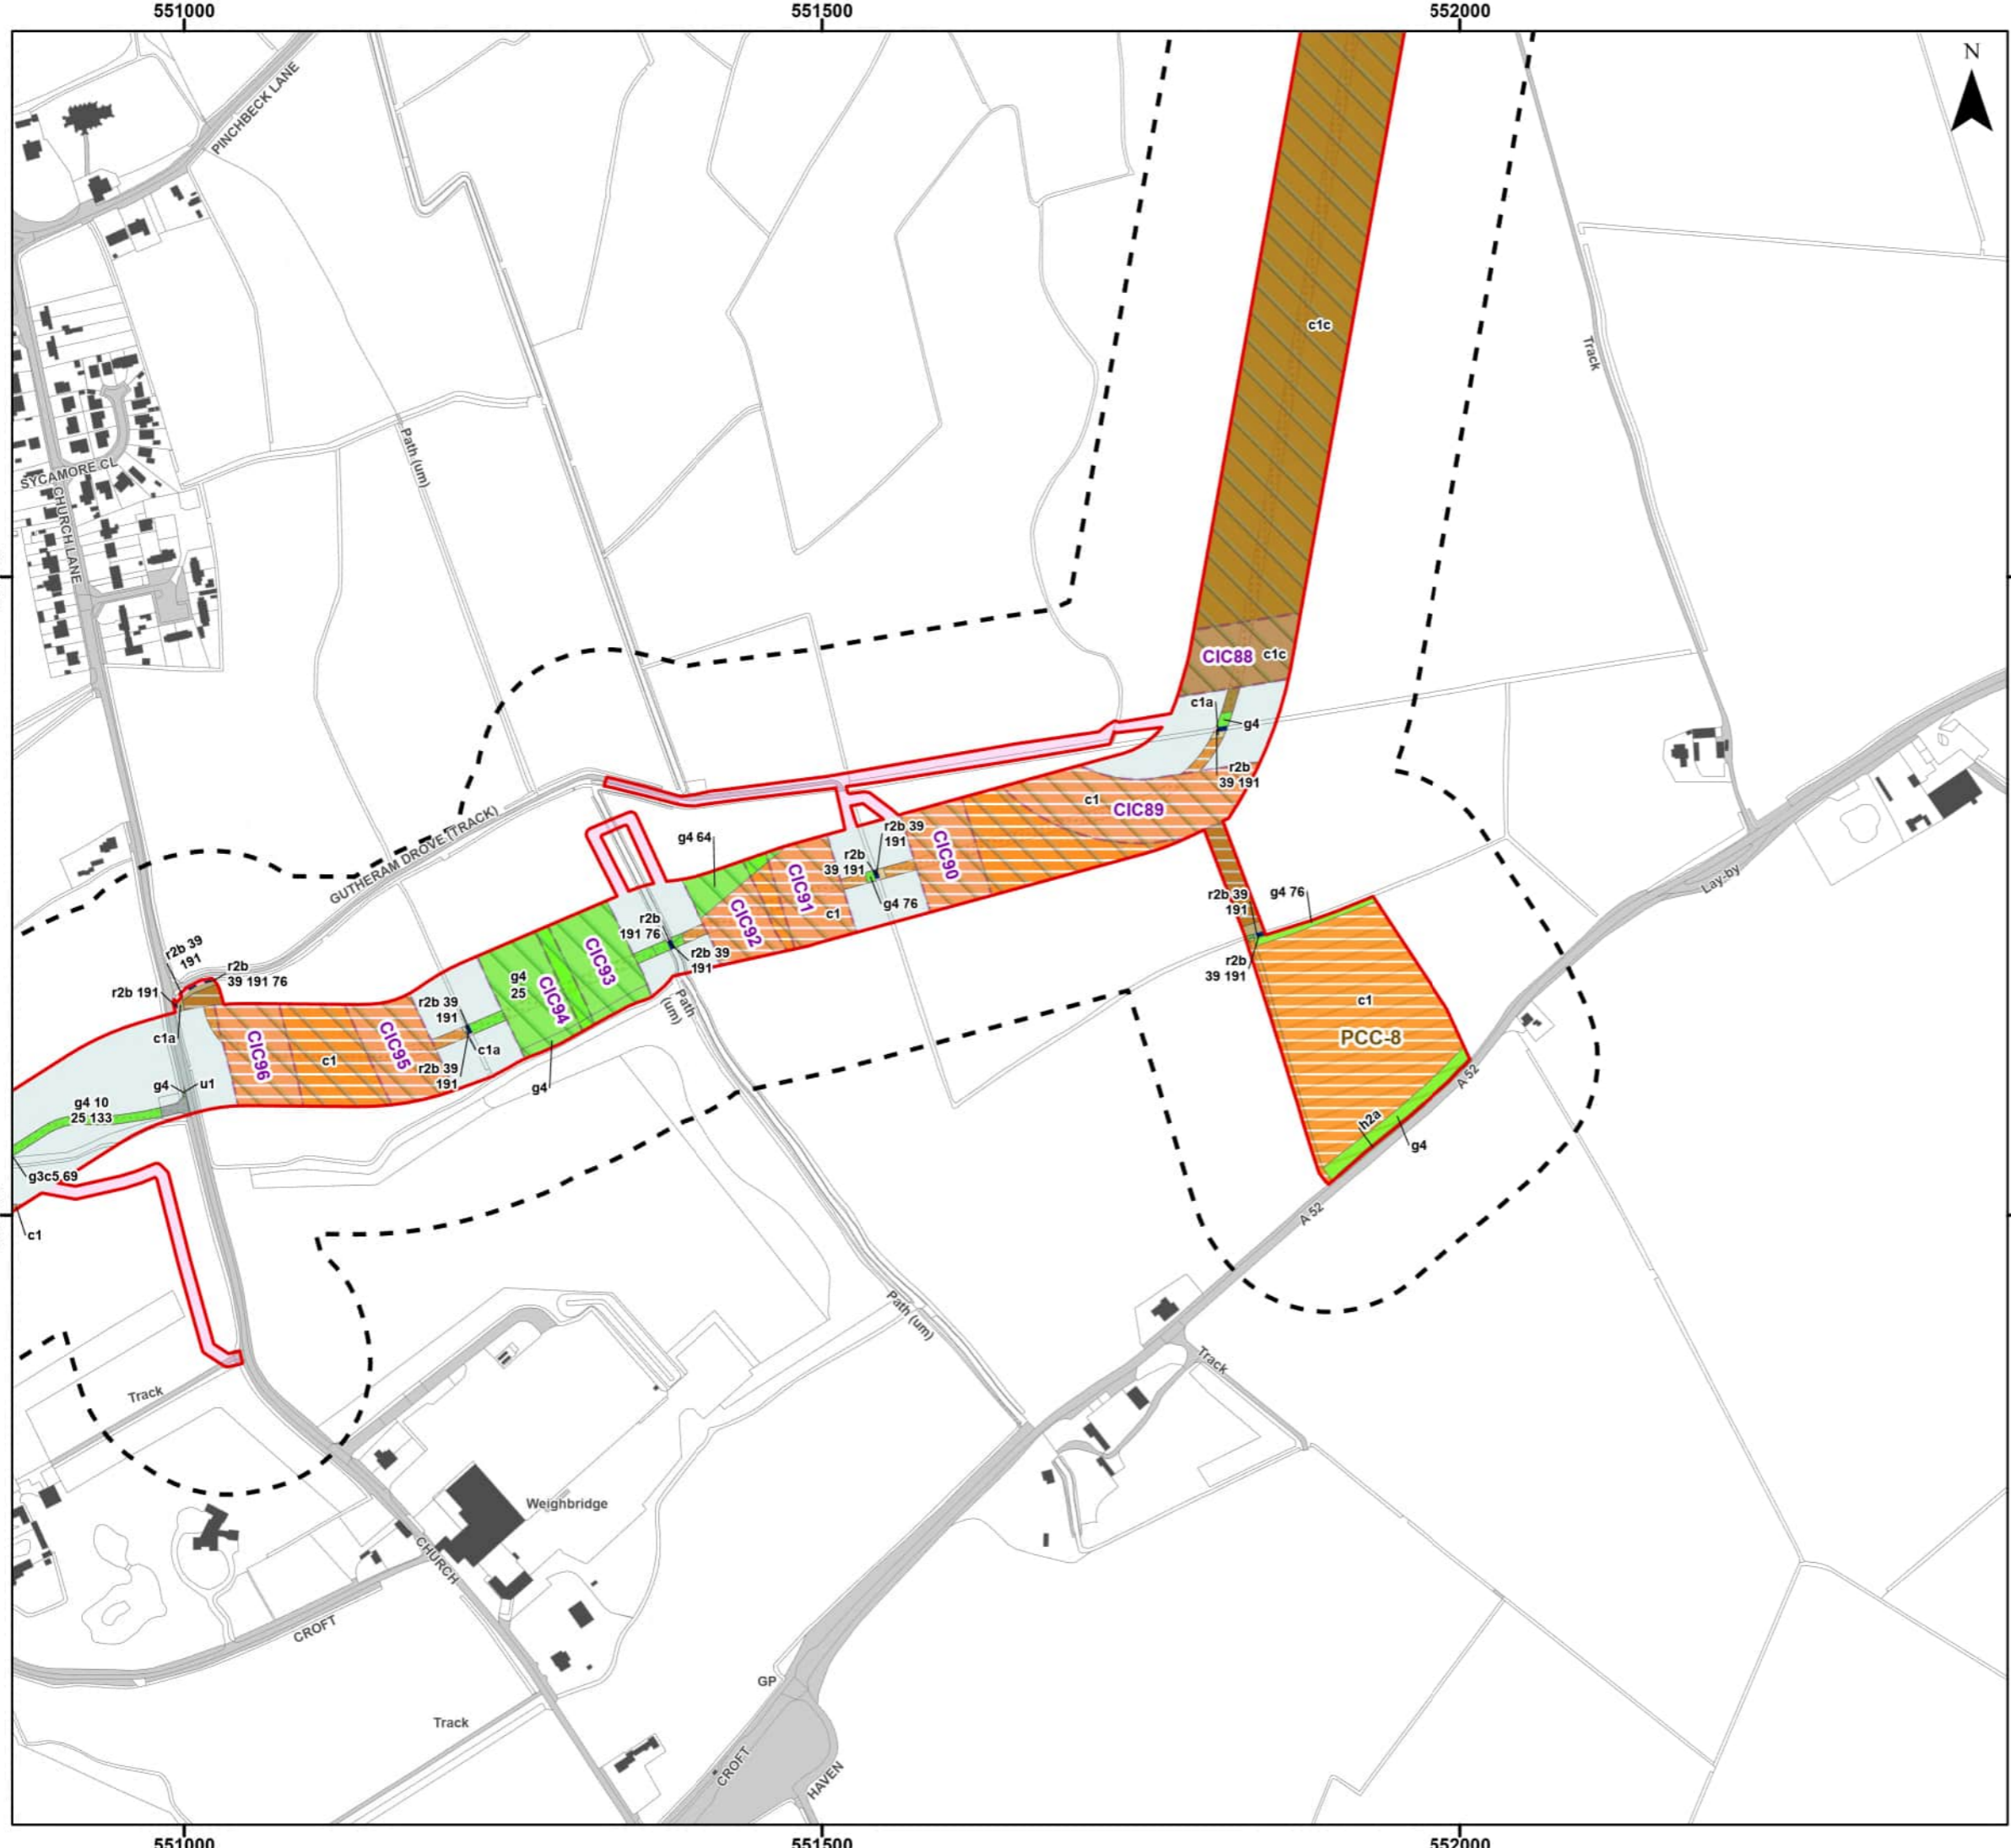 551000
551500
552000
N
PINCHBECK LANE
c1c
Track
Path (um)
SYCAMORE CL
CHURCH LANE
CIC88
c1c
c1a
g4
r2b
39 191
c1
CIC89
GUTHERAM DROVE (TRACK)
g4 64
r2b 39
191
r2b
39 191
CIC90
CIC91
c1
g4 76
CIC92
r2b
191 76
r2b 39
191
r2b 39
191
g4 76
r2b
39 191
Lay-by
r2b 39
191
r2b
39 191 76
r2b 191
c1a
g4
25
CIC93
CIC94
Path
(um)
r2b 39
191
c1a
r2b 39
191
g4
CIC95
c1
CIC96
c1
PCC-8
A 52
h2a
g4
A 52
g4
u1
g4 10
25 133
g3c5 69
c1
Path (um)
Track
Track
Weighbridge
CHURCH
CROFT
GP
Track
CROFT
HAVEN
551000
551500
552000